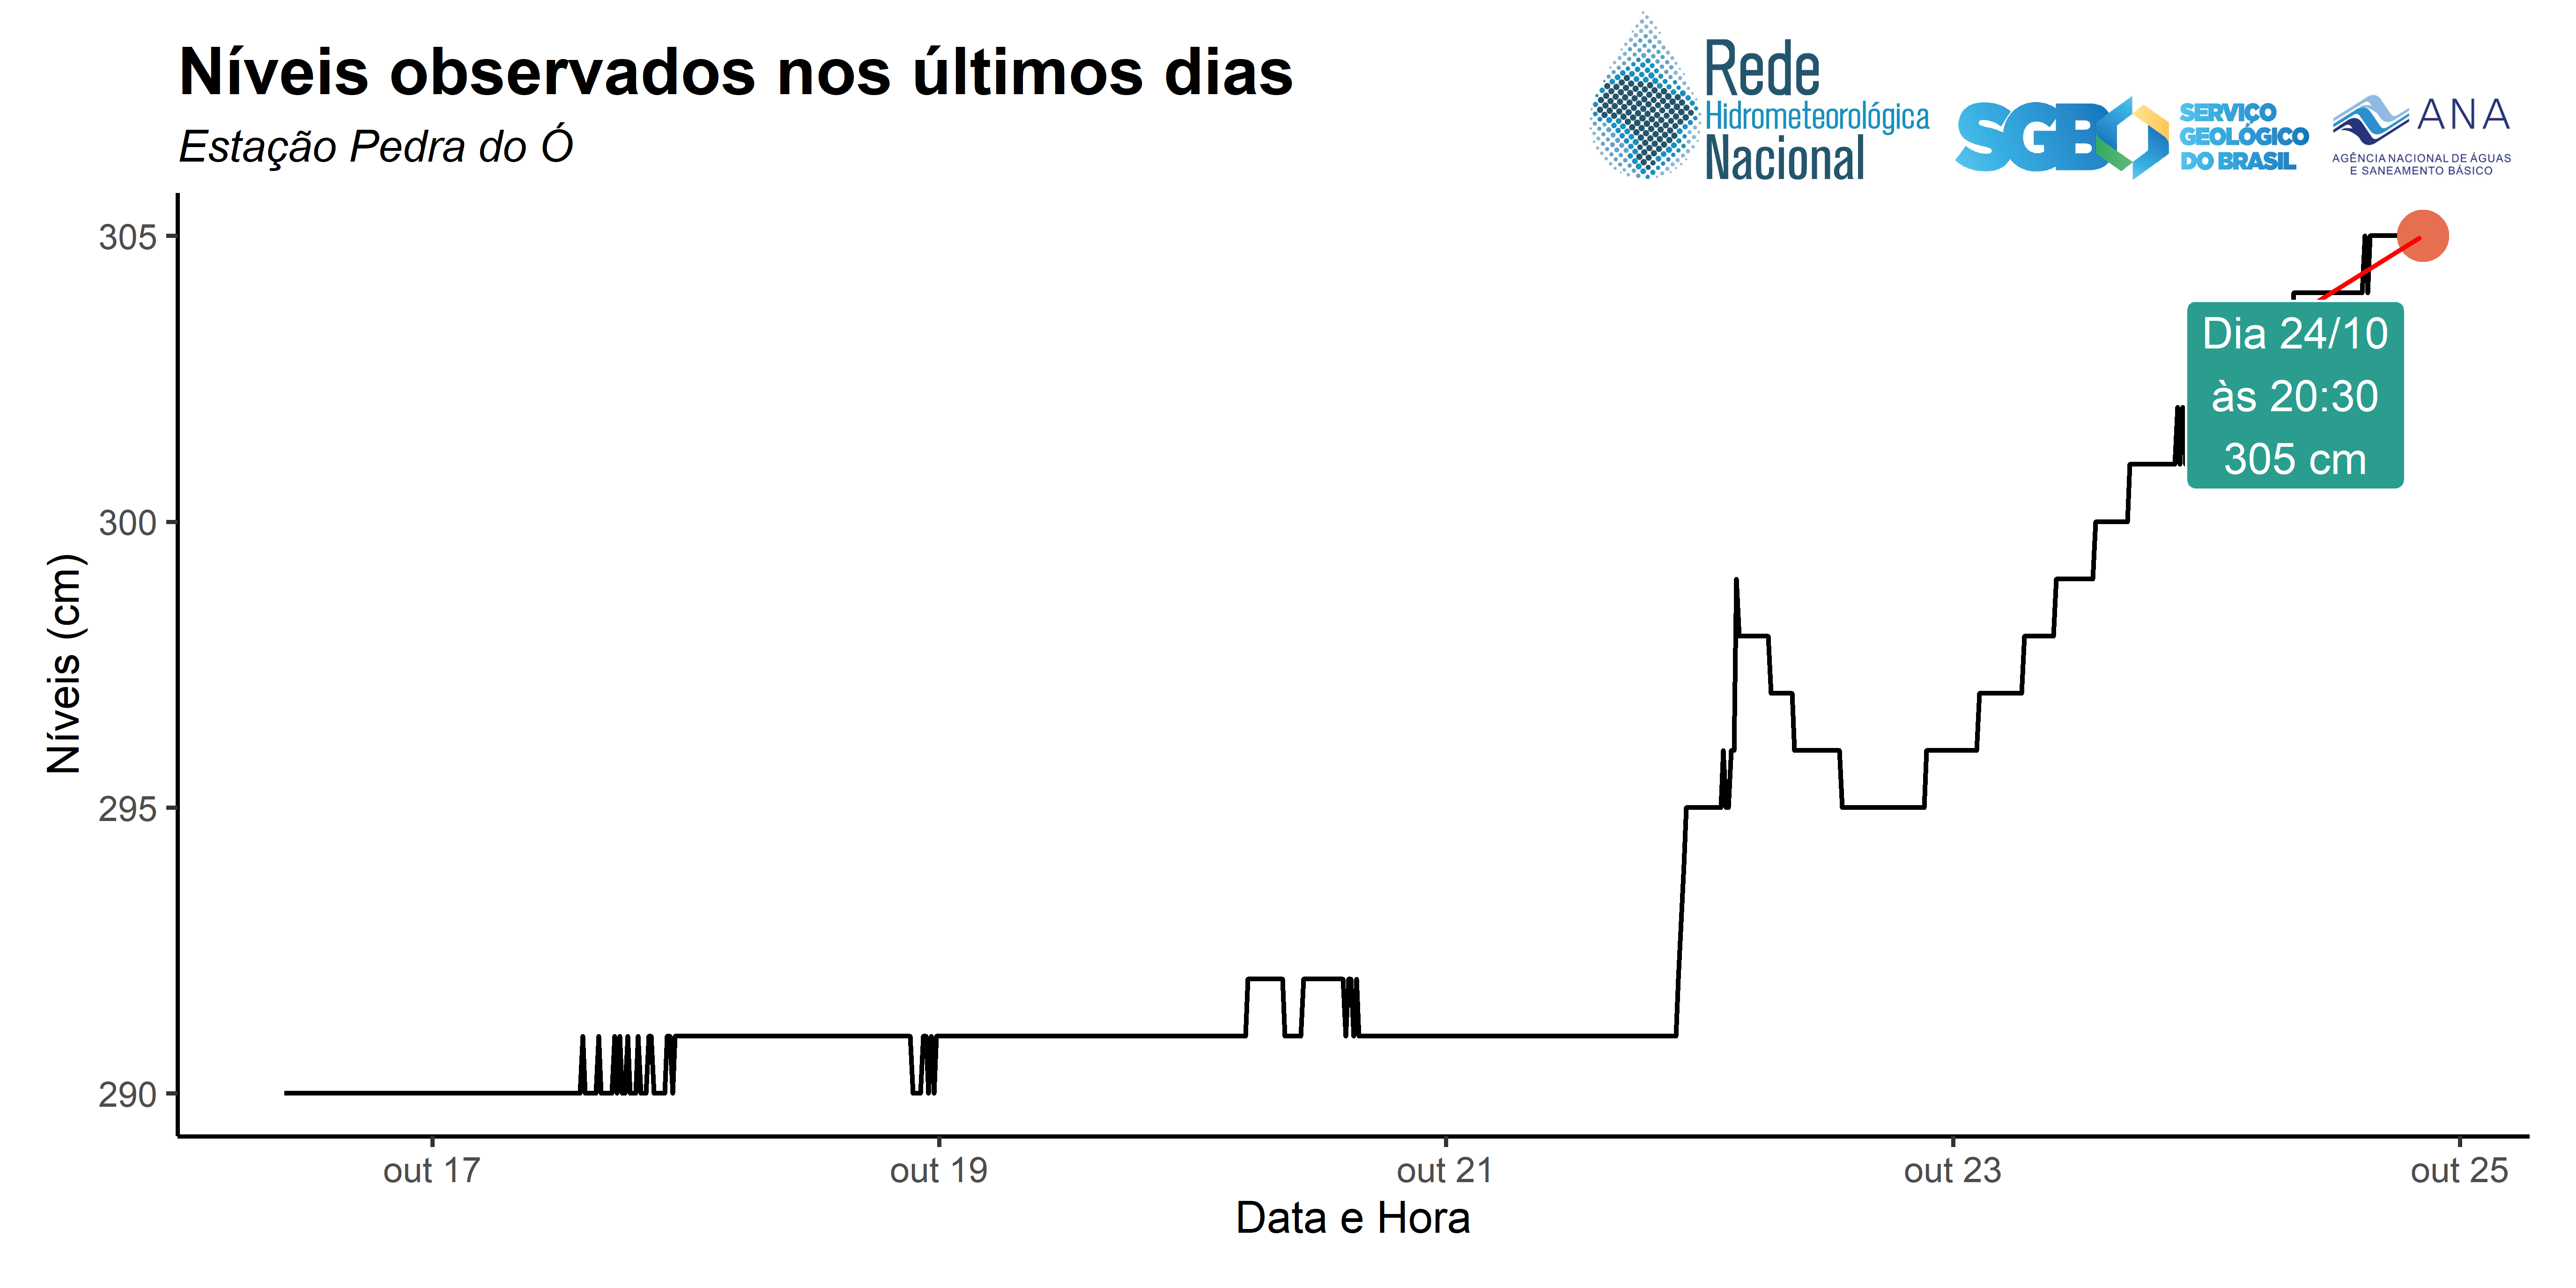 Níveis observados nos últimos dias
Estação Pedra do Ó
Rede
Hidrometeorológica
Nacional
SGB
SERVIÇO
GEOLÓGICO
DO BRASIL
ANA
AGÊNCIA NACIONAL DE ÁGUAS
E SANEAMENTO BÁSICO
305
300
295
290
Níveis (cm)
Dia 24/10
às 20:30
305 cm
out 17
out 19
out 21
out 23
out 25
Data e Hora